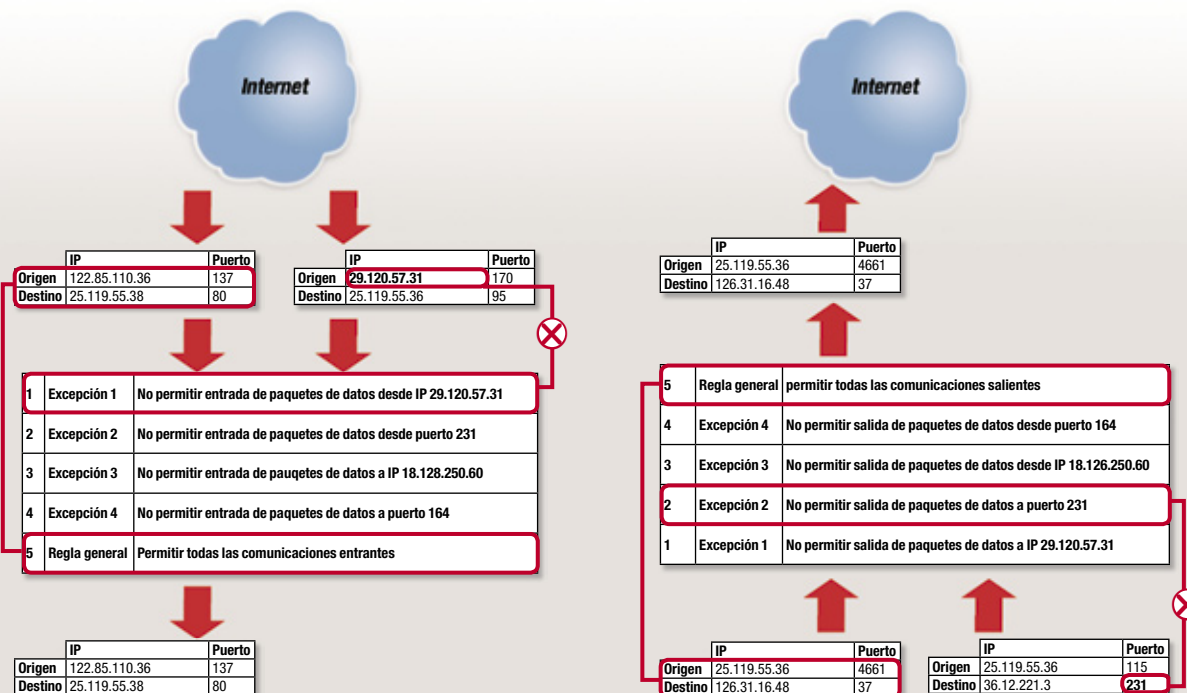 Internet
IP Puerto
Origen 122.85.110.36 137
Destino 25.119.55.38 80
IP Puerto
Origen 29.120.57.31 170
Destino 25.119.55.36 95
1 Excepción 1 No permitir entrada de paquetes de datos desde IP 29.120.57.31
2 Excepción 2 No permitir entrada de paquetes de datos desde puerto 231
3 Excepción 3 No permitir entrada de pauqetes de datos a IP 18.128.250.60
4 Excepción 4 No permitir entrada de paquetes de datos a puerto 164
5 Regla general Permitir todas las comunicaciones entrantes
IP Puerto
Origen 122.85.110.36 137
Destino 25.119.55.38 80
Internet
IP Puerto
Origen 25.119.55.36 4661
Destino 126.31.16.48 37
5 Regla general permitir todas las comunicaciones salientes
4 Excepción 4 No permitir salida de paquetes de datos desde puerto 164
3 Excepción 3 No permitir salida de paquetes de datos desde IP 18.126.250.60
2 Excepción 2 No permitir salida de paquetes de datos a puerto 231
1 Excepción 1 No permitir salida de paquetes de datos a IP 29.120.57.31
IP Puerto
Origen 25.119.55.36 4661
Destino 126.31.16.48 37
IP Puerto
Origen 25.119.55.36 115
Destino 36.12.221.3 231